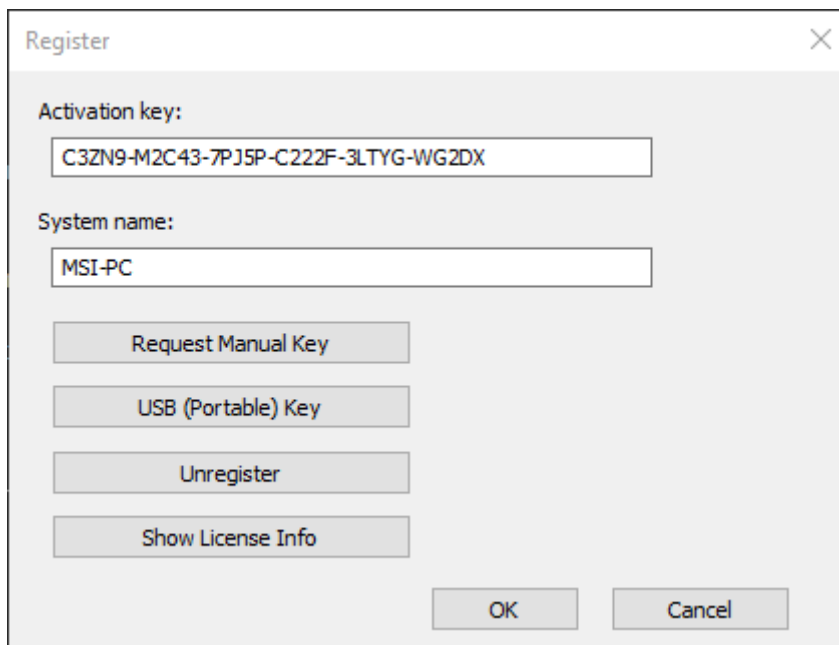 Register
Activation key:
C3ZN9-M2C43-7PJ5P-C222F-3LTYG-WG2DX
System name:
MSI-PC
Request Manual Key
USB (Portable) Key
Unregister
Show License Info
OK Cancel